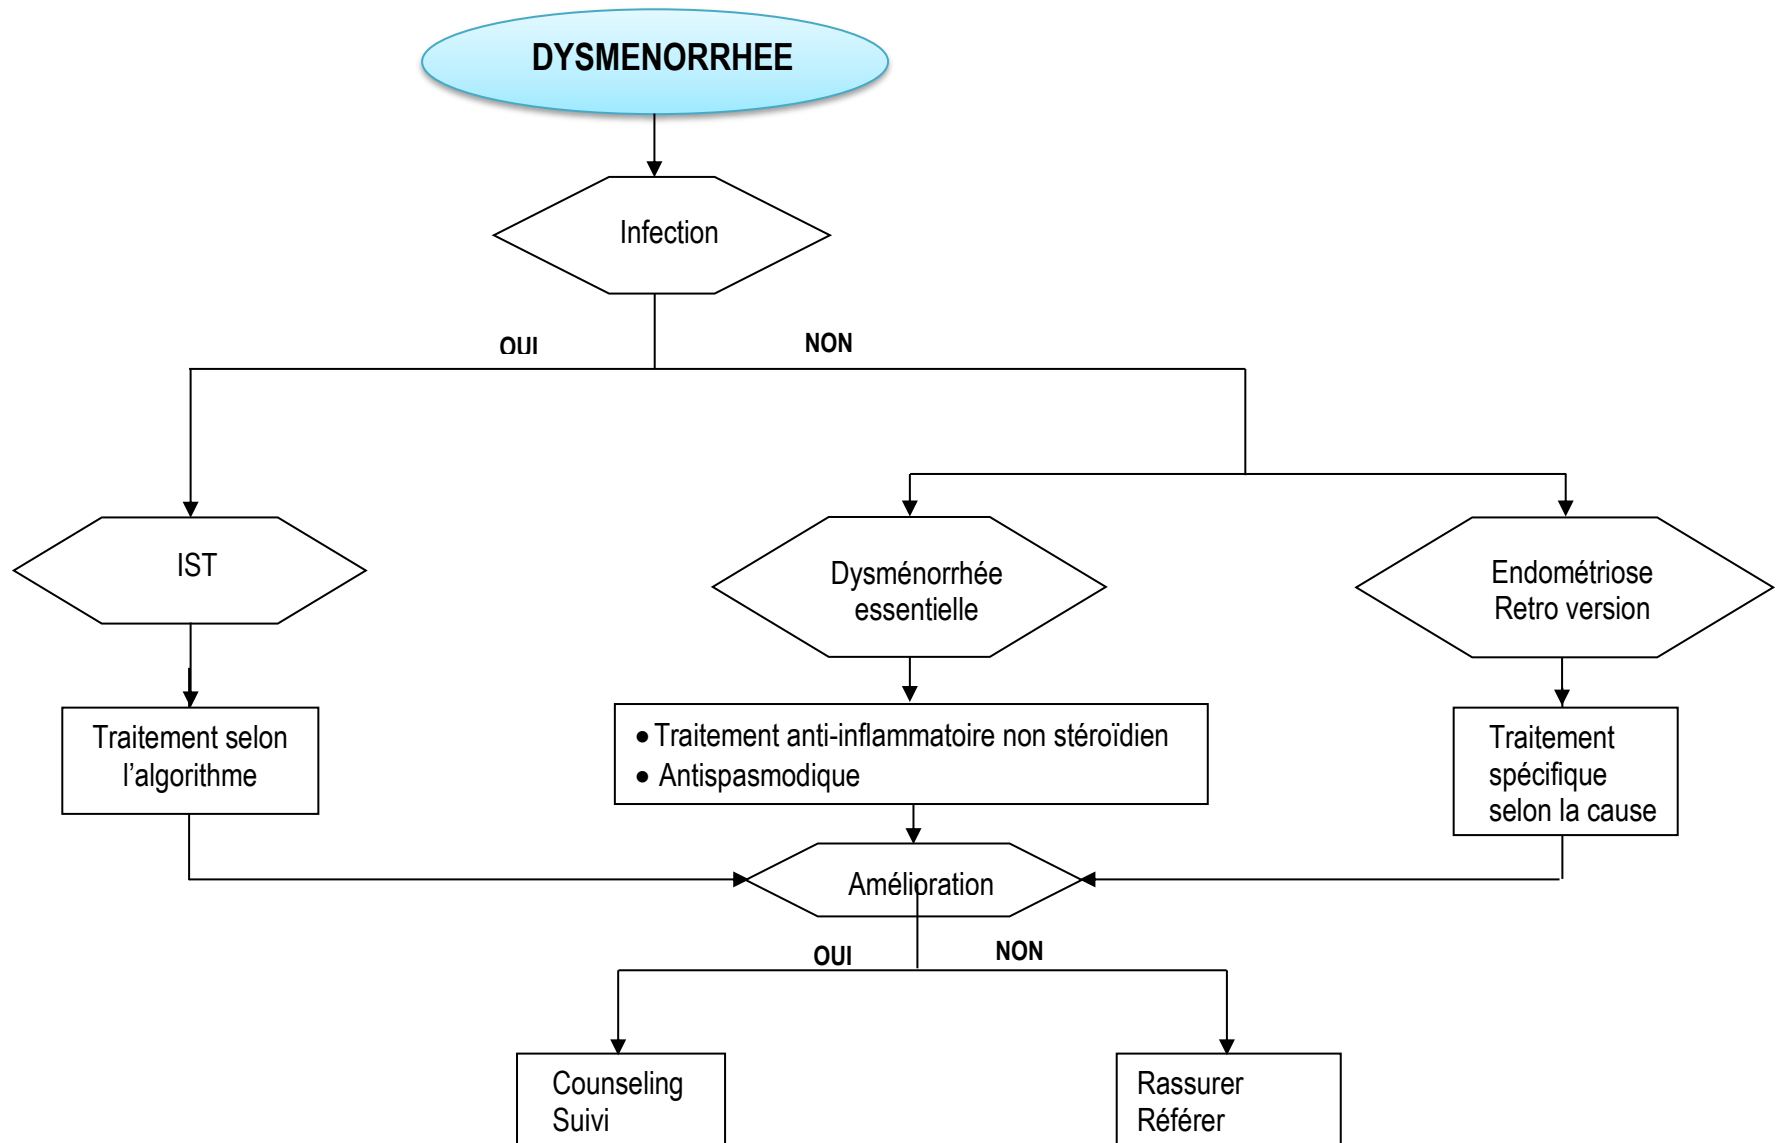 DYSMENORRHEE
Infection
OUI
NON
IST
Dysménorrhée
essentielle
Endométriose
Retro version
Traitement selon
l’algorithme
• Traitement anti-inflammatoire non stéroïdien
• Antispasmodique
Traitement
spécifique
selon la cause
Amélioration
OUI
NON
Counseling
Suivi
Rassurer
Référer